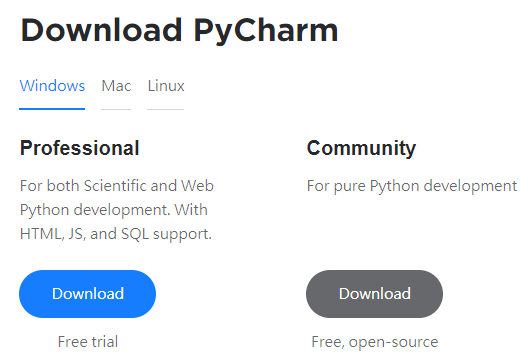 Download PyCharm
Windows Mac Linux
Professional
For both Scientific and Web
Python development. With
HTML, JS, and SQL support.
Download
Free trial
Community
For pure Python development
Download
Free, open-source